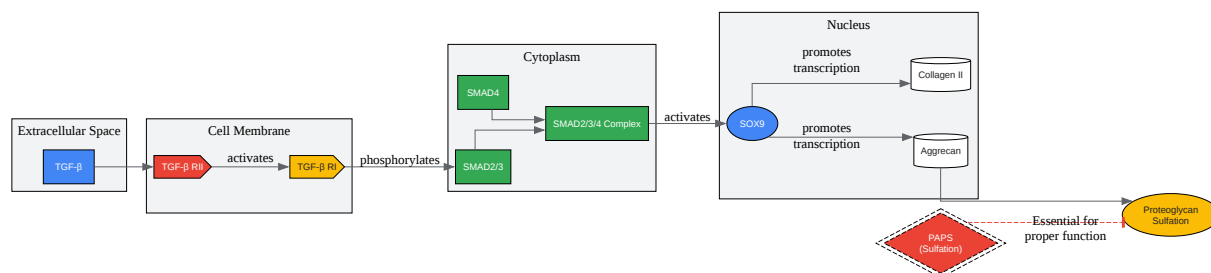 Extracellular Space
TGF-β
Cell Membrane
TGF-β RII
activates
TGF-β RI
phosphorylates
Cytoplasm
SMAD4
SMAD2/3
SMAD2/3/4 Complex
activates
Nucleus
SOX9
promotes
transcription
Collagen II
promotes
transcription
Aggrecan
PAPS
(Sulfation)
Essential for
proper function
Proteoglycan
Sulfation